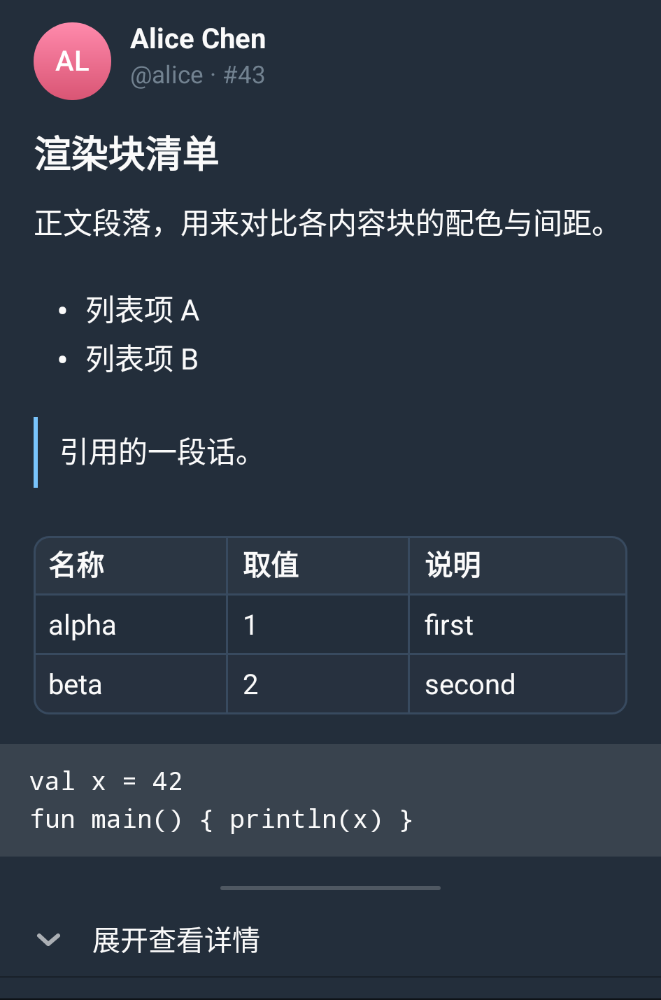 AL
Alice Chen
@alice · #43
渲染块清单
正文段落，用来对比各内容块的配色与间距。
• 列表项 A
• 列表项 B
引用的一段话。
名称 取值 说明
alpha 1 first
beta 2 second
val x = 42
fun main() { println(x) }
展开查看详情